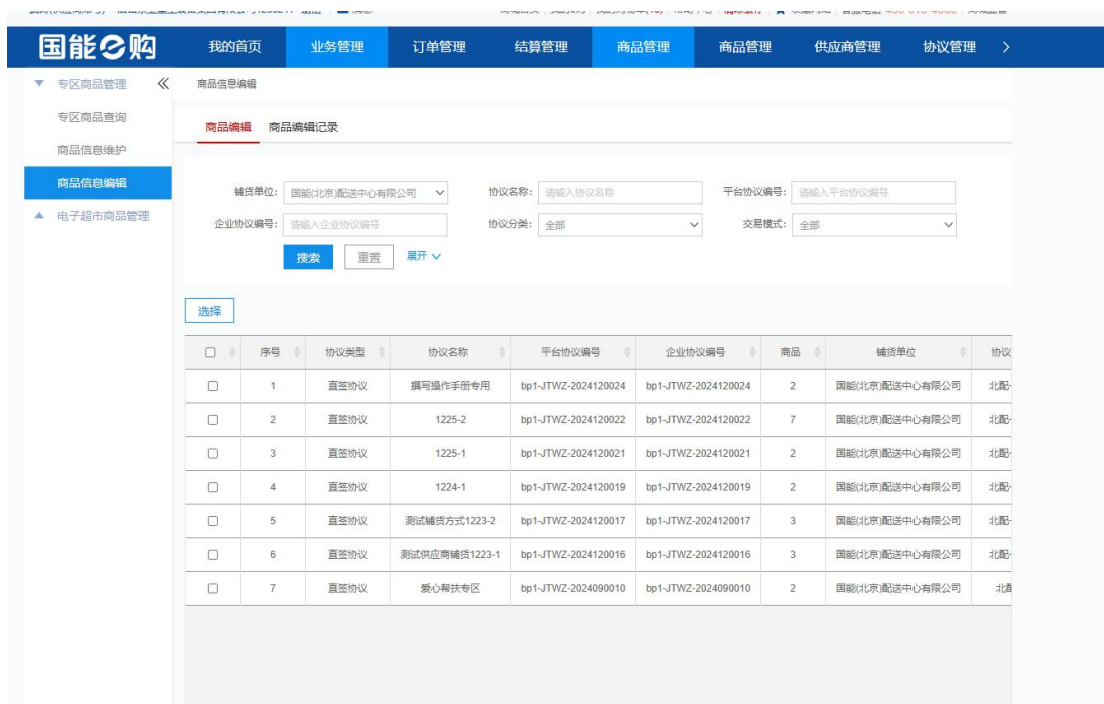 国能e购 我的首页 业务管理 订单管理 结算管理 商品管理 商品管理 供应商管理 协议管理 >
专区商品管理 商品信息编辑
专区商品查询
商品编辑 商品编辑记录
商品信息维护
商品信息编辑
电子超市商品管理
铺货单位: 国能(北京)配送中心有限公司 协议名称: 请输入协议名称 平台协议编号: 请输入平台协议编号
企业协议编号: 请输入企业协议编号 协议分类: 全部 交易模式: 全部
搜索 重置 展开
选择
序号 协议类型 协议名称 平台协议编号 企业协议编号 商品 铺货单位 协议
1 直签协议 撰写操作手册专用 bp1-JTWZ-2024120024 bp1-JTWZ-2024120024 2 国能(北京)配送中心有限公司 北配-
2 直签协议 1225-2 bp1-JTWZ-2024120022 bp1-JTWZ-2024120022 7 国能(北京)配送中心有限公司 北配-
3 直签协议 1225-1 bp1-JTWZ-2024120021 bp1-JTWZ-2024120021 2 国能(北京)配送中心有限公司 北配-
4 直签协议 1224-1 bp1-JTWZ-2024120019 bp1-JTWZ-2024120019 2 国能(北京)配送中心有限公司 北配-
5 直签协议 测试铺货方式1223-2 bp1-JTWZ-2024120017 bp1-JTWZ-2024120017 3 国能(北京)配送中心有限公司 北配-
6 直签协议 测试供应商铺货1223-1 bp1-JTWZ-2024120016 bp1-JTWZ-2024120016 3 国能(北京)配送中心有限公司 北配-
7 直签协议 爱心帮扶专区 bp1-JTWZ-2024090010 bp1-JTWZ-2024090010 2 国能(北京)配送中心有限公司 北